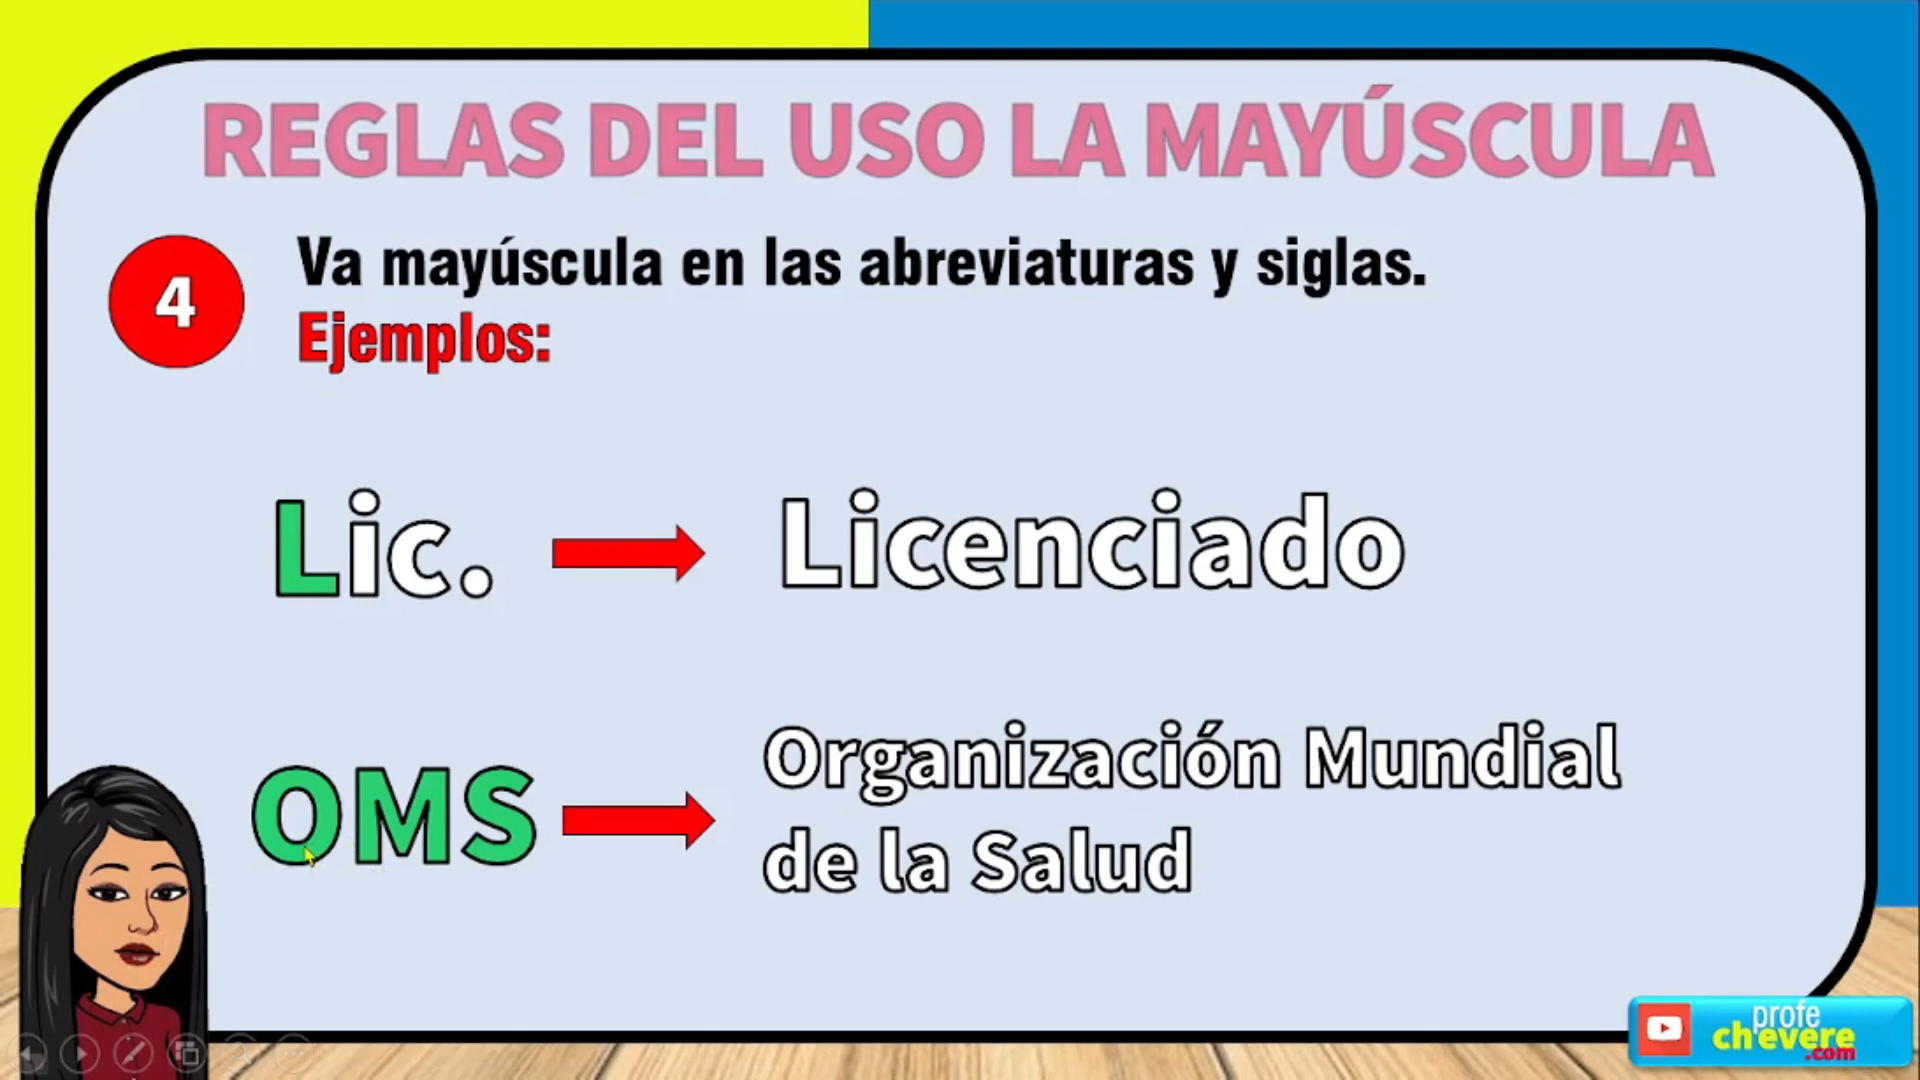 REGLAS DEL USO LA MAYÚSCULA
4
Va mayúscula en las abreviaturas y siglas.
Ejemplos:
Lic.
Licenciado
OMS
Organización Mundial
de la Salud
profe
chévere
.com